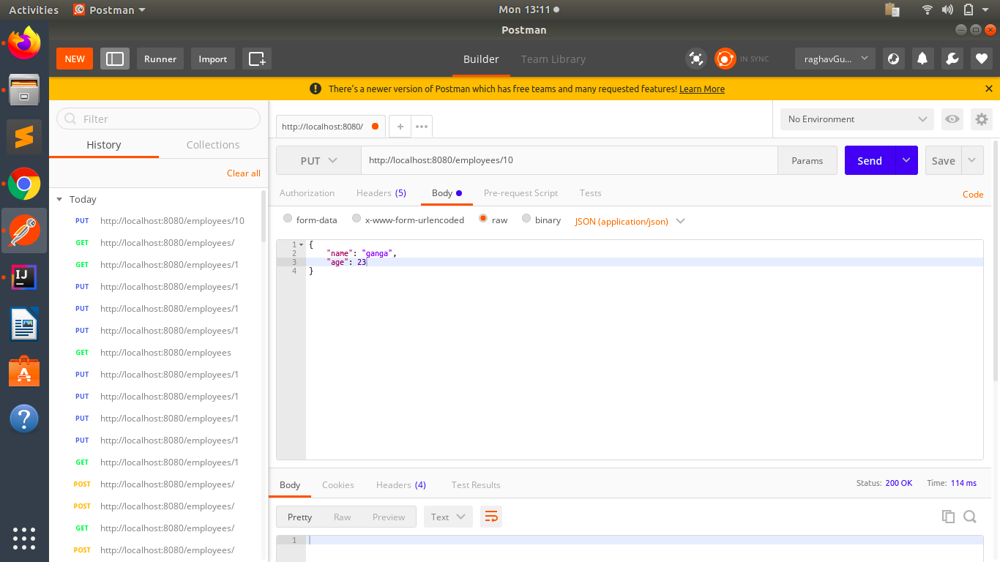 Activities Postman Mon 13:11
Postman
NEW Runner Import Builder Team Library IN SYNC raghavGu...
There's a newer version of Postman which has free teams and many requested features! Learn More
Filter
History Collections
Clear all
Today
PUT http://localhost:8080/employees/10
GET http://localhost:8080/employees/
GET http://localhost:8080/employees/1
PUT http://localhost:8080/employees/1
PUT http://localhost:8080/employees/1
PUT http://localhost:8080/employees/1
GET http://localhost:8080/employees
PUT http://localhost:8080/employees/1
PUT http://localhost:8080/employees/1
PUT http://localhost:8080/employees/1
PUT http://localhost:8080/employees/1
GET http://localhost:8080/employees/1
POST http://localhost:8080/employees/
POST http://localhost:8080/employees/
GET http://localhost:8080/employees/
POST http://localhost:8080/employees/
http://localhost:8080/ + ••• No Environment
PUT http://localhost:8080/employees/10 Params Send Save
Authorization Headers (5) Body Pre-request Script Tests Code
form-data x-www-form-urlencoded raw binary JSON (application/json)
1 {
2 "name": "ganga",
3 "age": 23
4 }
Body Cookies Headers (4) Test Results Status: 200 OK Time: 114 ms
Pretty Raw Preview Text
1